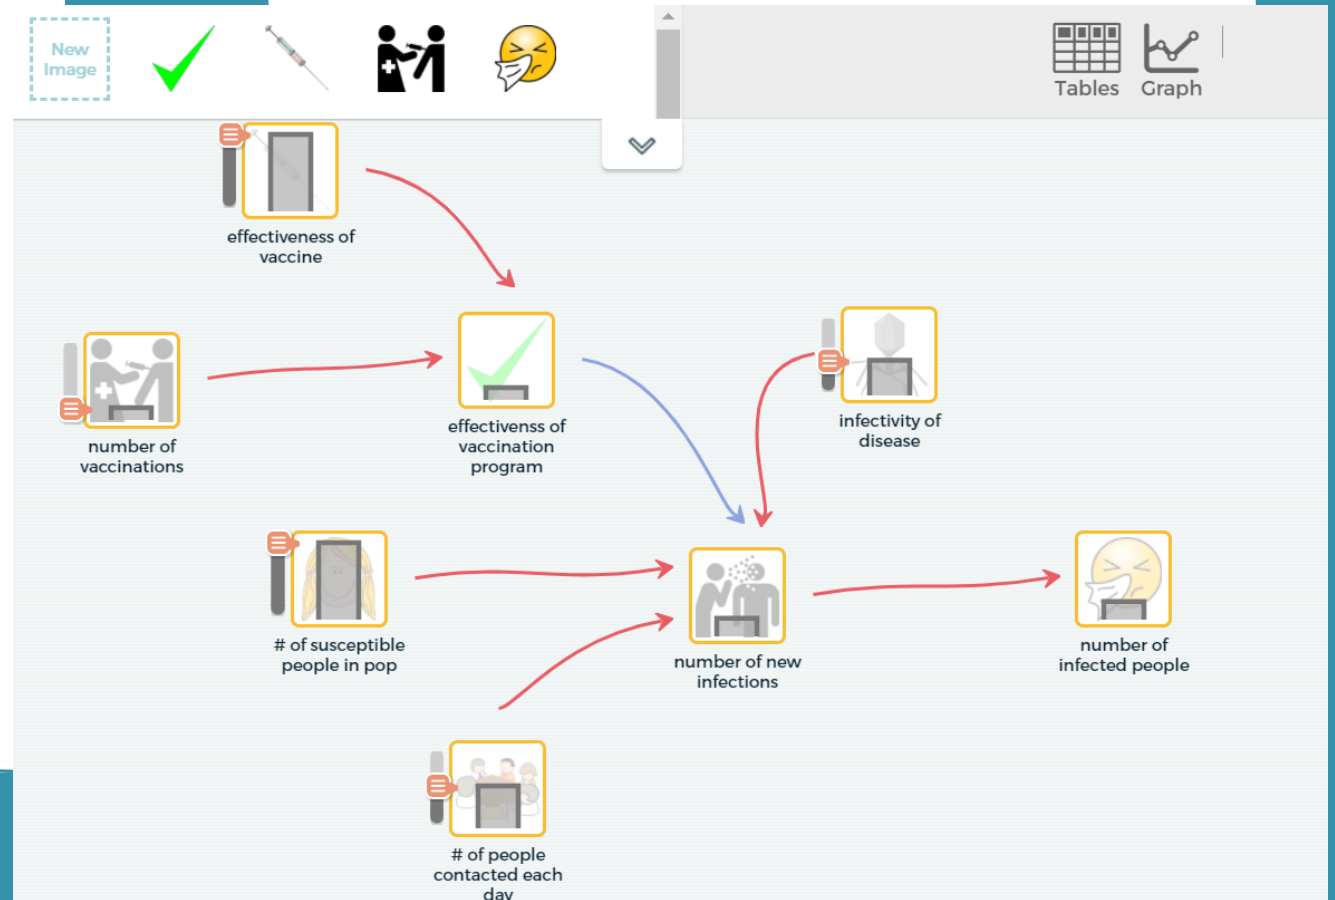 New
Image
Tables
Graph
effectiveness of
vaccine
number of
vaccinations
effectivenss of
vaccination
program
infectivity of
disease
# of susceptible
people in pop
number of new
infections
number of
infected people
# of people
contacted each
day